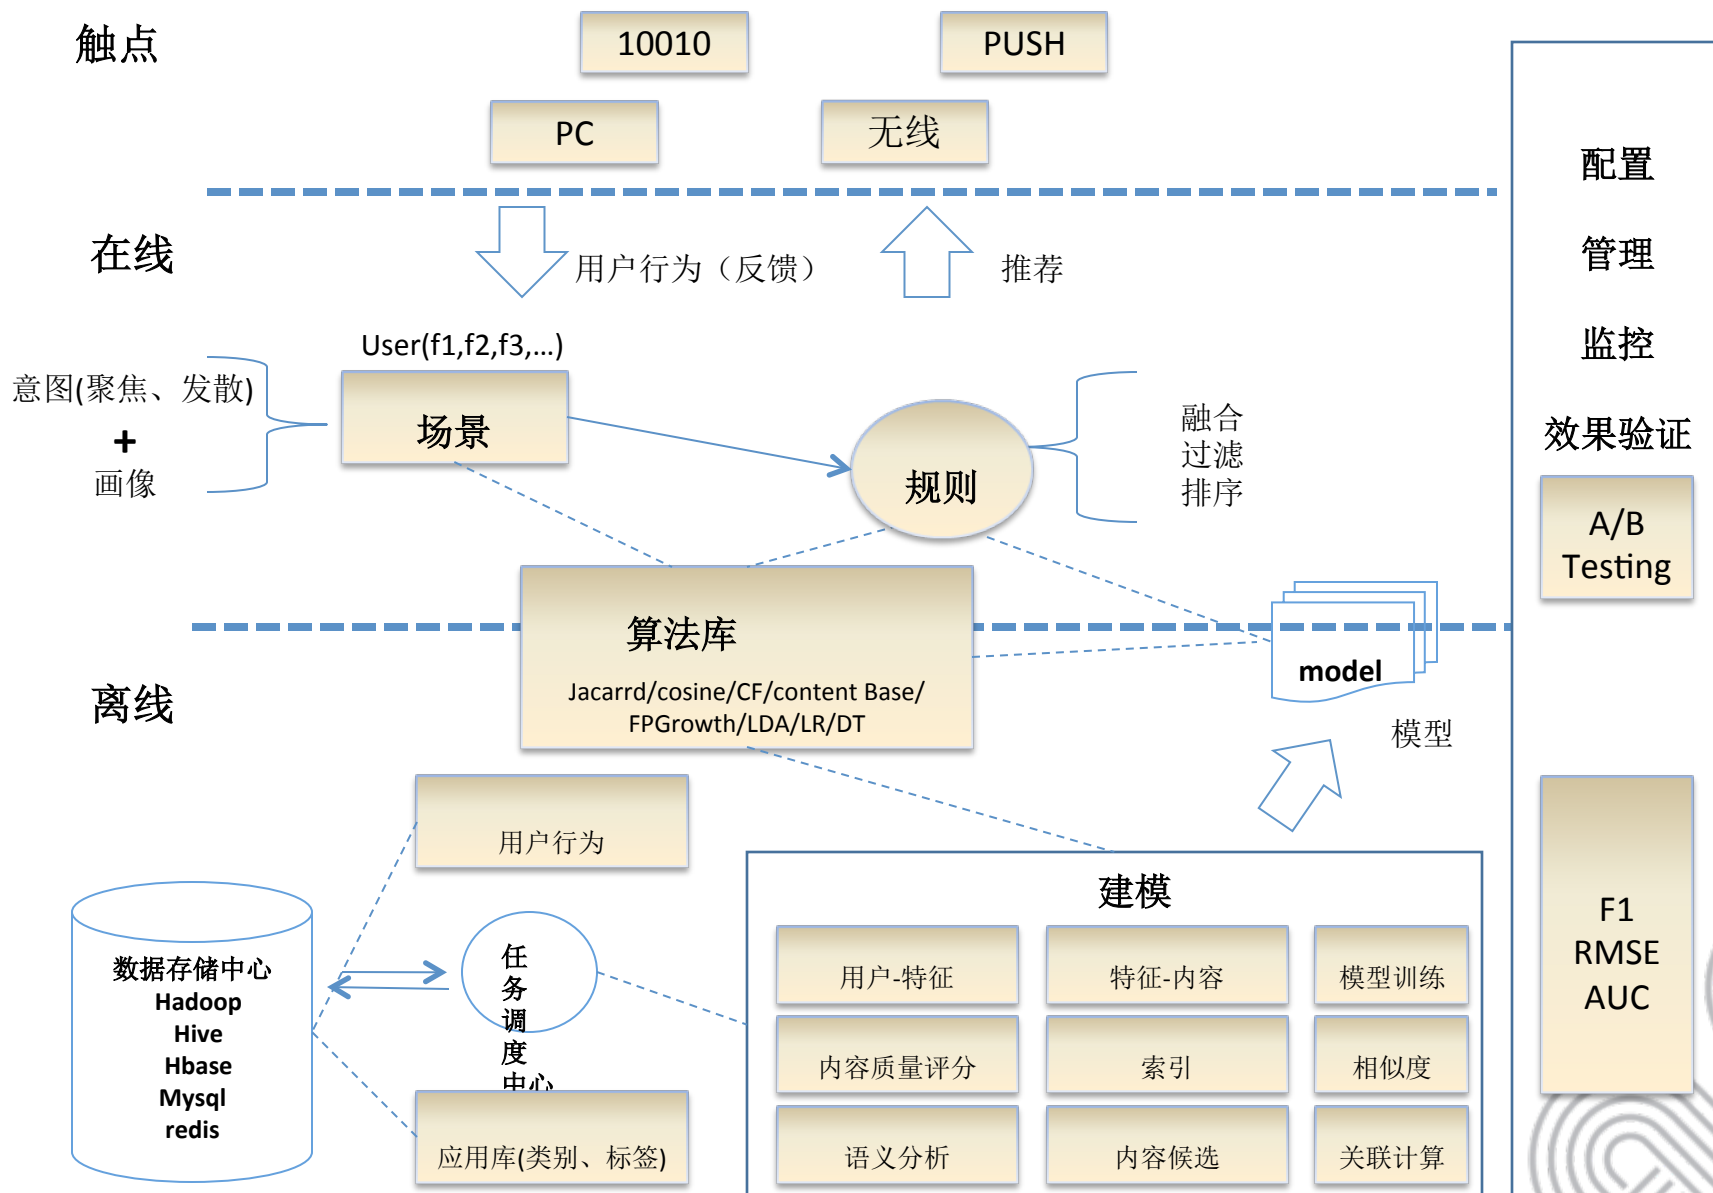 触点
10010
PUSH
PC
无线
在线
用户行为（反馈）
推荐
User(f1,f2,f3,...)
意图(聚焦、发散)
+
画像
场景
规则
融合
过滤
排序
算法库
Jacarrd/cosine/CF/content Base/
FPGrowth/LDA/LR/DT
model
模型
离线
用户行为
数据存储中心
Hadoop
Hive
Hbase
Mysql
redis
任
务
调
度
中心
应用库(类别、标签)
建模
用户-特征
特征-内容
模型训练
内容质量评分
索引
相似度
语义分析
内容候选
关联计算
配置
管理
监控
效果验证
A/B
Testing
F1
RMSE
AUC